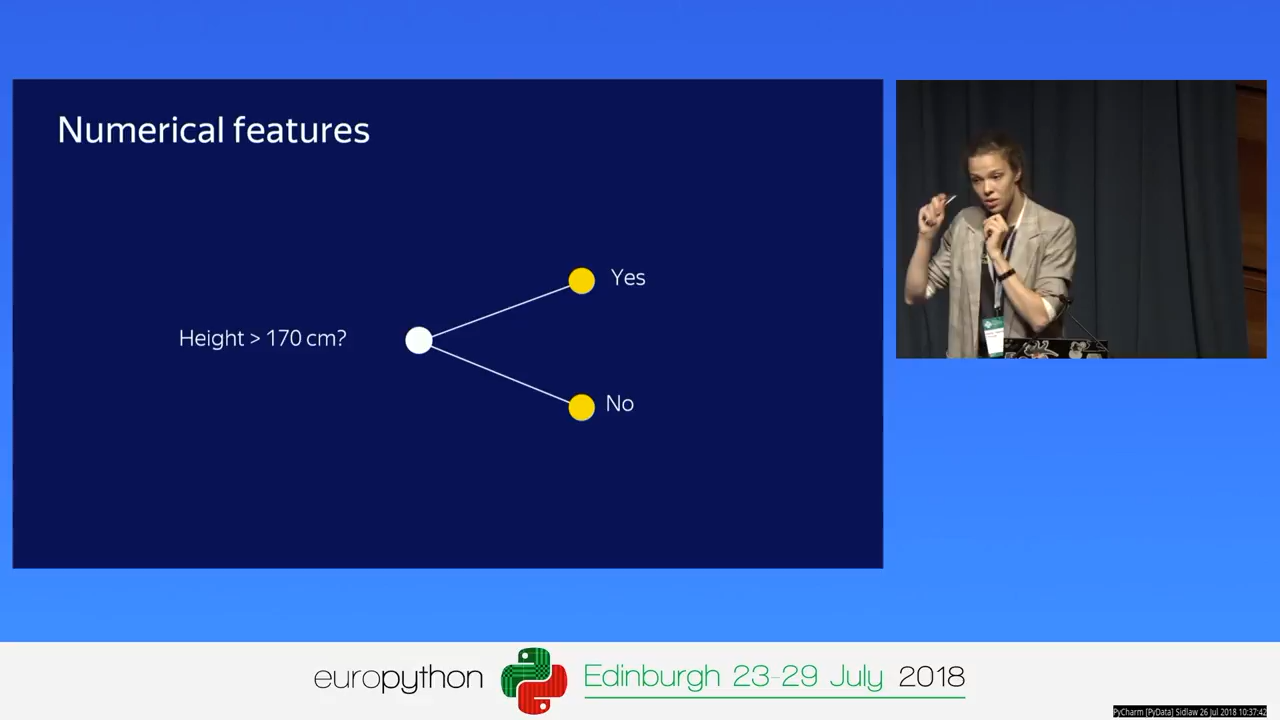 Numerical features
Height > 170 cm?
Yes
No
europython
Edinburgh 23-29 July 2018
PyCharm [PyData] Sidlaw 26 Jul 2018 10:37:42